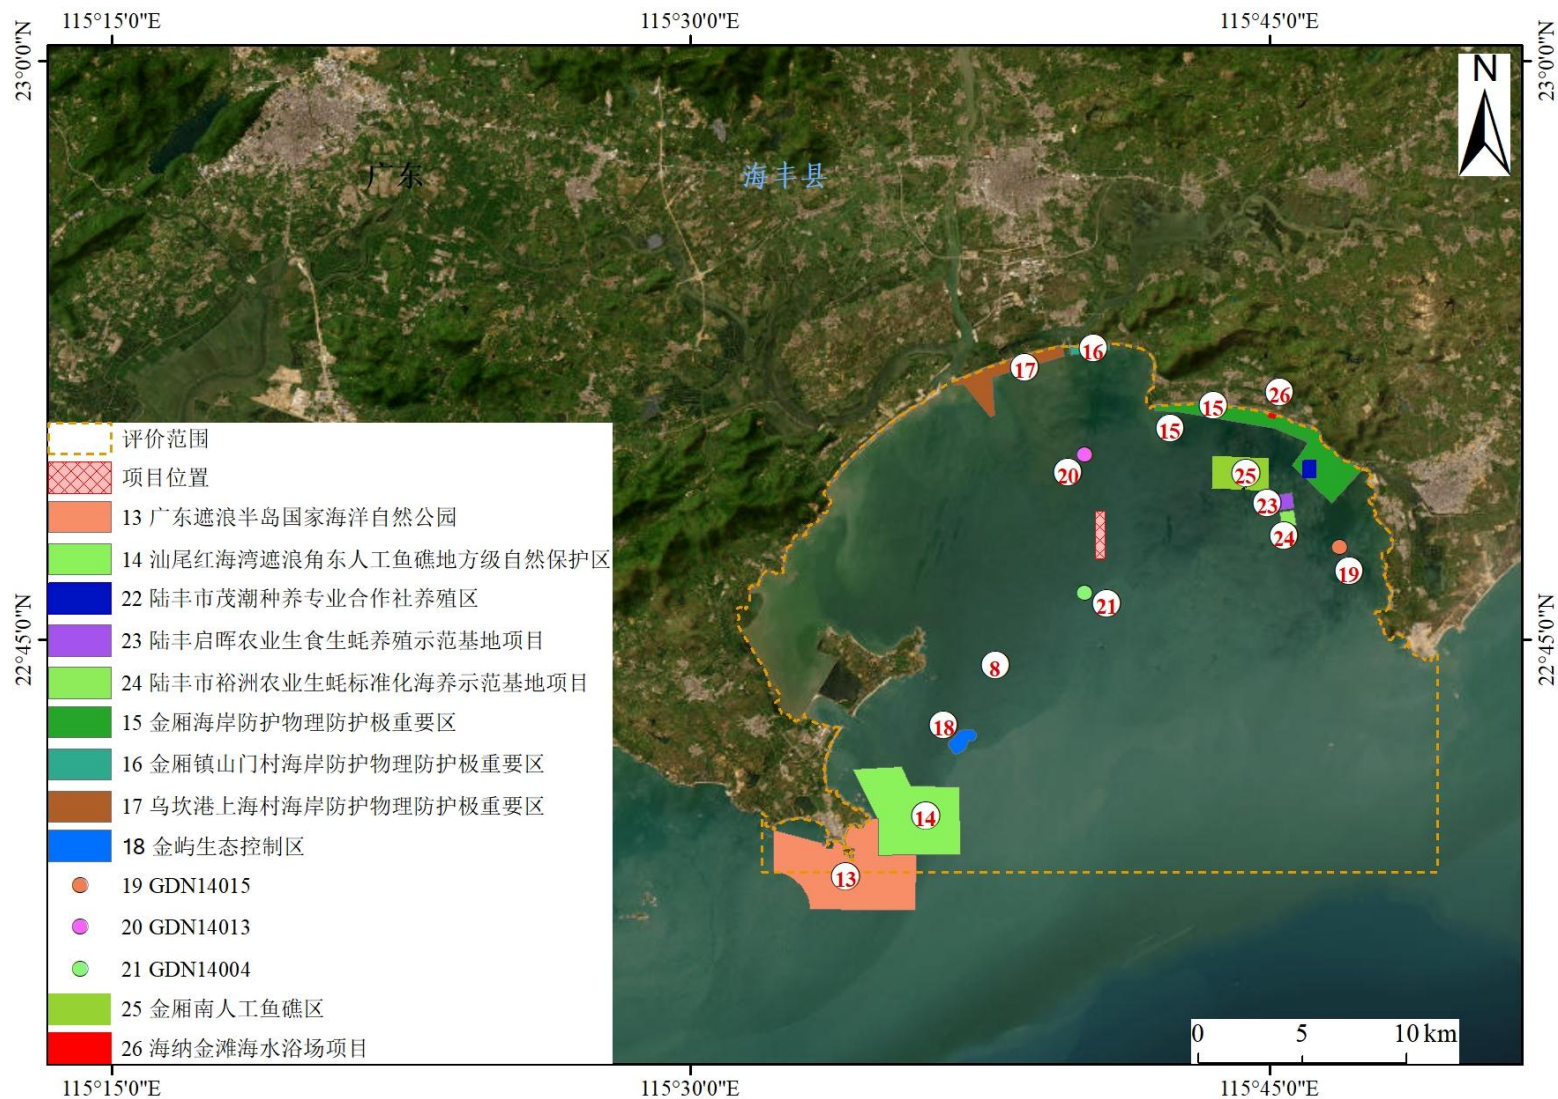 115°15'0"E
115°30'0"E
115°45'0"E
23°0'0"N
23°0'0"N
N
广东
海丰县
16
17
26
15
15
20
25
23
24
19
21
8
18
14
13
22°45'0"N
22°45'0"N
评价范围
项目位置
13 广东遮浪半岛国家海洋自然公园
14 汕尾红海湾遮浪角东人工鱼礁地方级自然保护区
22 陆丰市茂潮种养专业合作社养殖区
23 陆丰启晖农业生食生蚝养殖示范基地项目
24 陆丰市裕洲农业生蚝标准化海养示范基地项目
15 金厢海岸防护物理防护极重要区
16 金厢镇山门村海岸防护物理防护极重要区
17 乌坎港上海村海岸防护物理防护极重要区
18 金屿生态控制区
19 GDN14015
20 GDN14013
21 GDN14004
25 金厢南人工鱼礁区
26 海纳金滩海水浴场项目
0 5 10 km
115°15'0"E
115°30'0"E
115°45'0"E